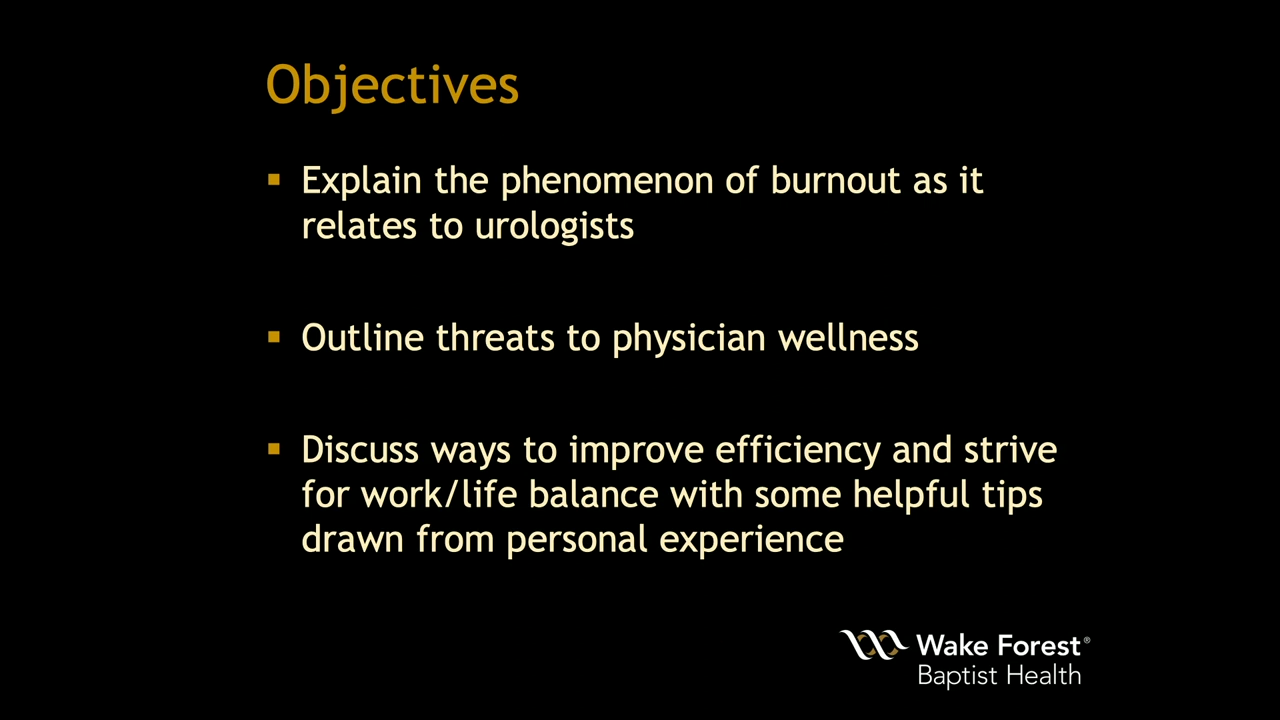 Objectives
▪ Explain the phenomenon of burnout as it
relates to urologists
▪ Outline threats to physician wellness
▪ Discuss ways to improve efficiency and strive
for work/life balance with some helpful tips
drawn from personal experience
Wake Forest®
Baptist Health